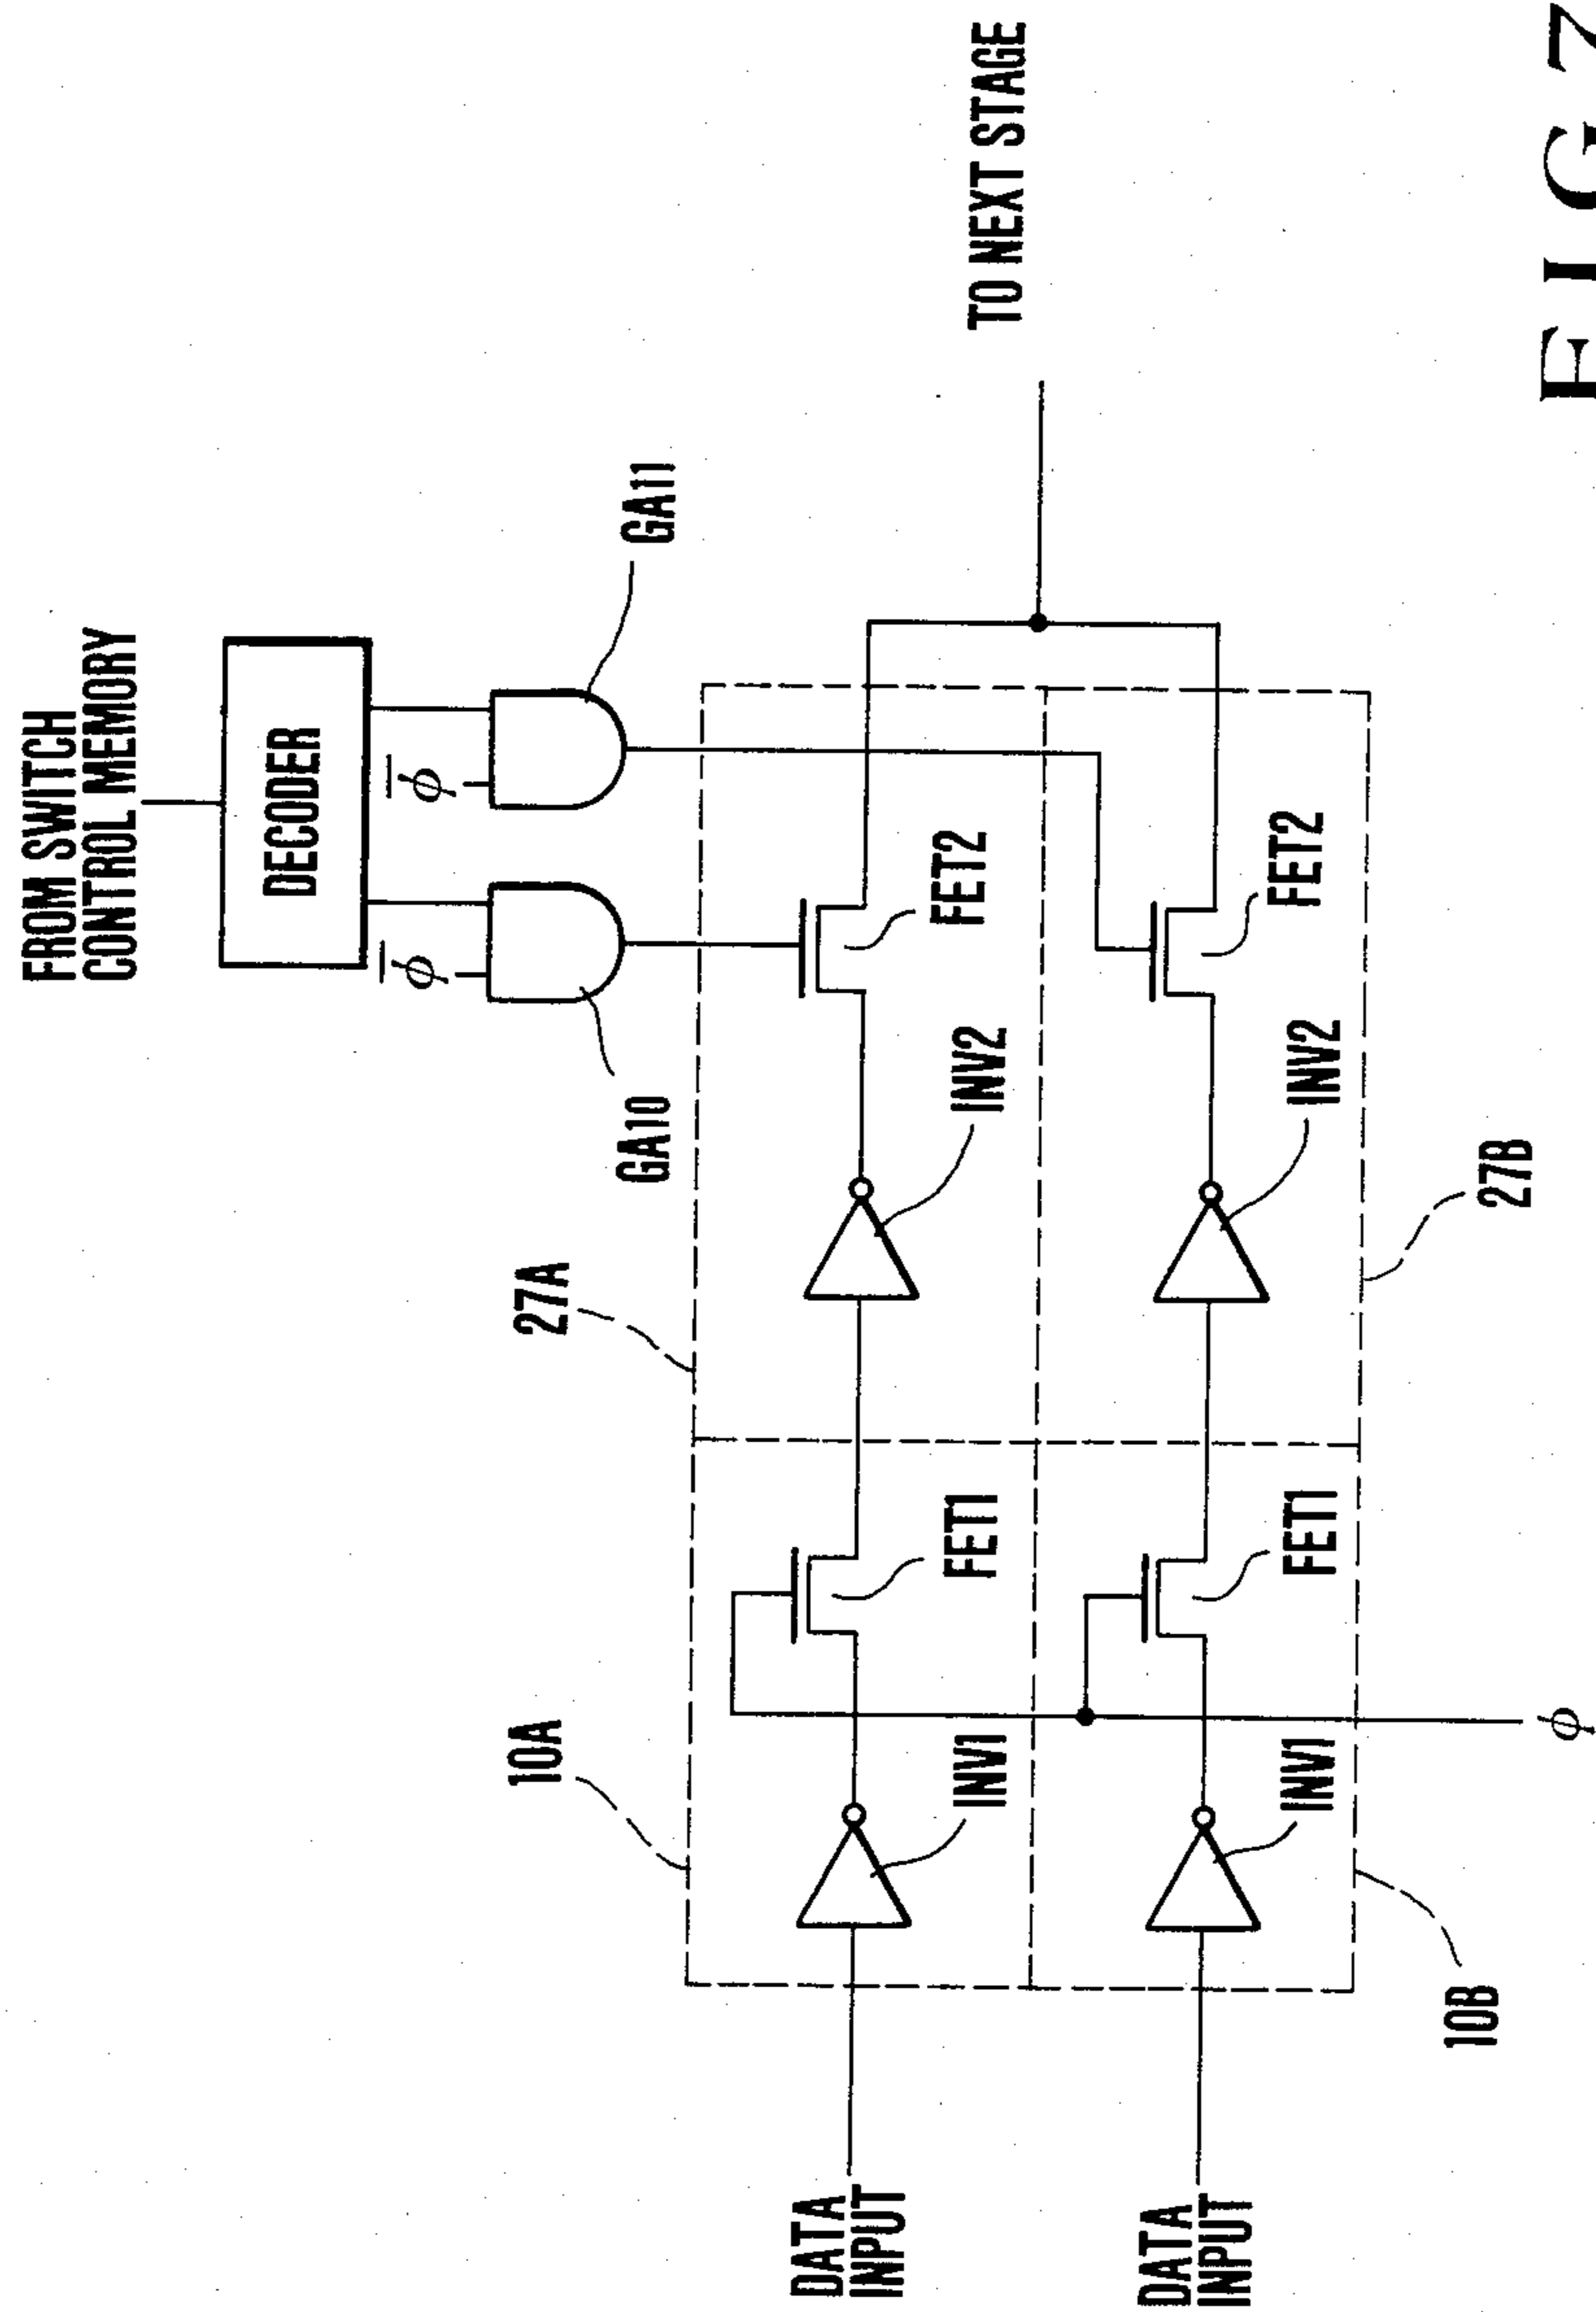 FROM SWITCH
CONTROL MEMORY
DECODER
ϕ̅
ϕ̅
GA10
GA11
27A
10A
DATA
INPUT
INV1
FET1
INV2
FET2
TO NEXT STAGE
DATA
INPUT
INV1
FET1
INV2
FET2
10B
27B
ϕ
FIG 7